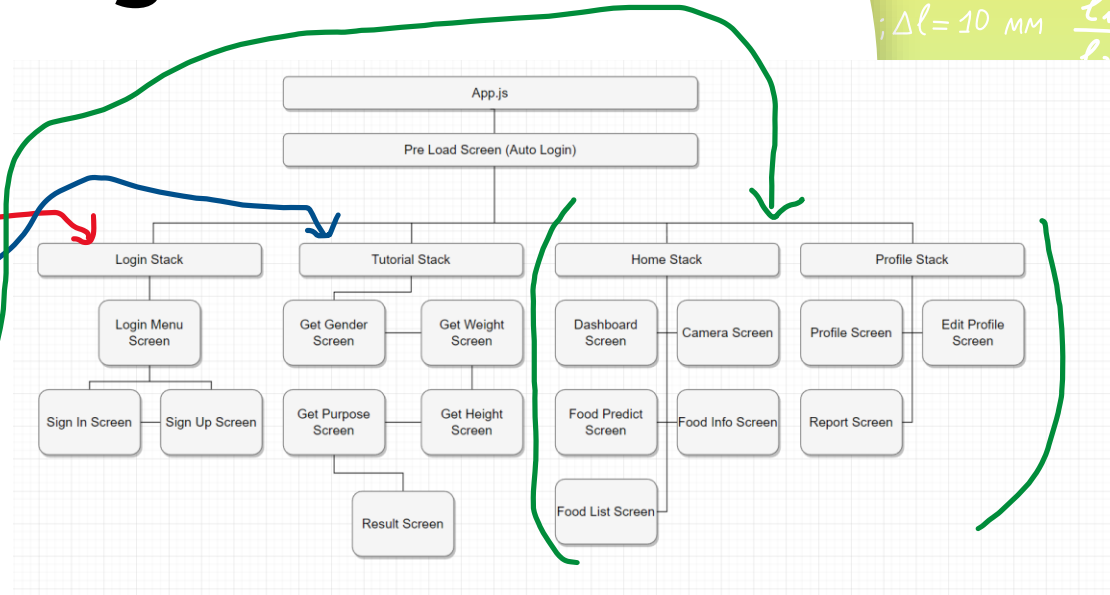 ; Δl = 10 мм
App.js
Pre Load Screen (Auto Login)
Login Stack
Tutorial Stack
Home Stack
Profile Stack
Login Menu
Screen
Get Gender
Screen
Get Weight
Screen
Dashboard
Screen
Camera Screen
Profile Screen
Edit Profile
Screen
Sign In Screen
Sign Up Screen
Get Purpose
Screen
Get Height
Screen
Food Predict
Screen
Food Info Screen
Report Screen
Result Screen
Food List Screen